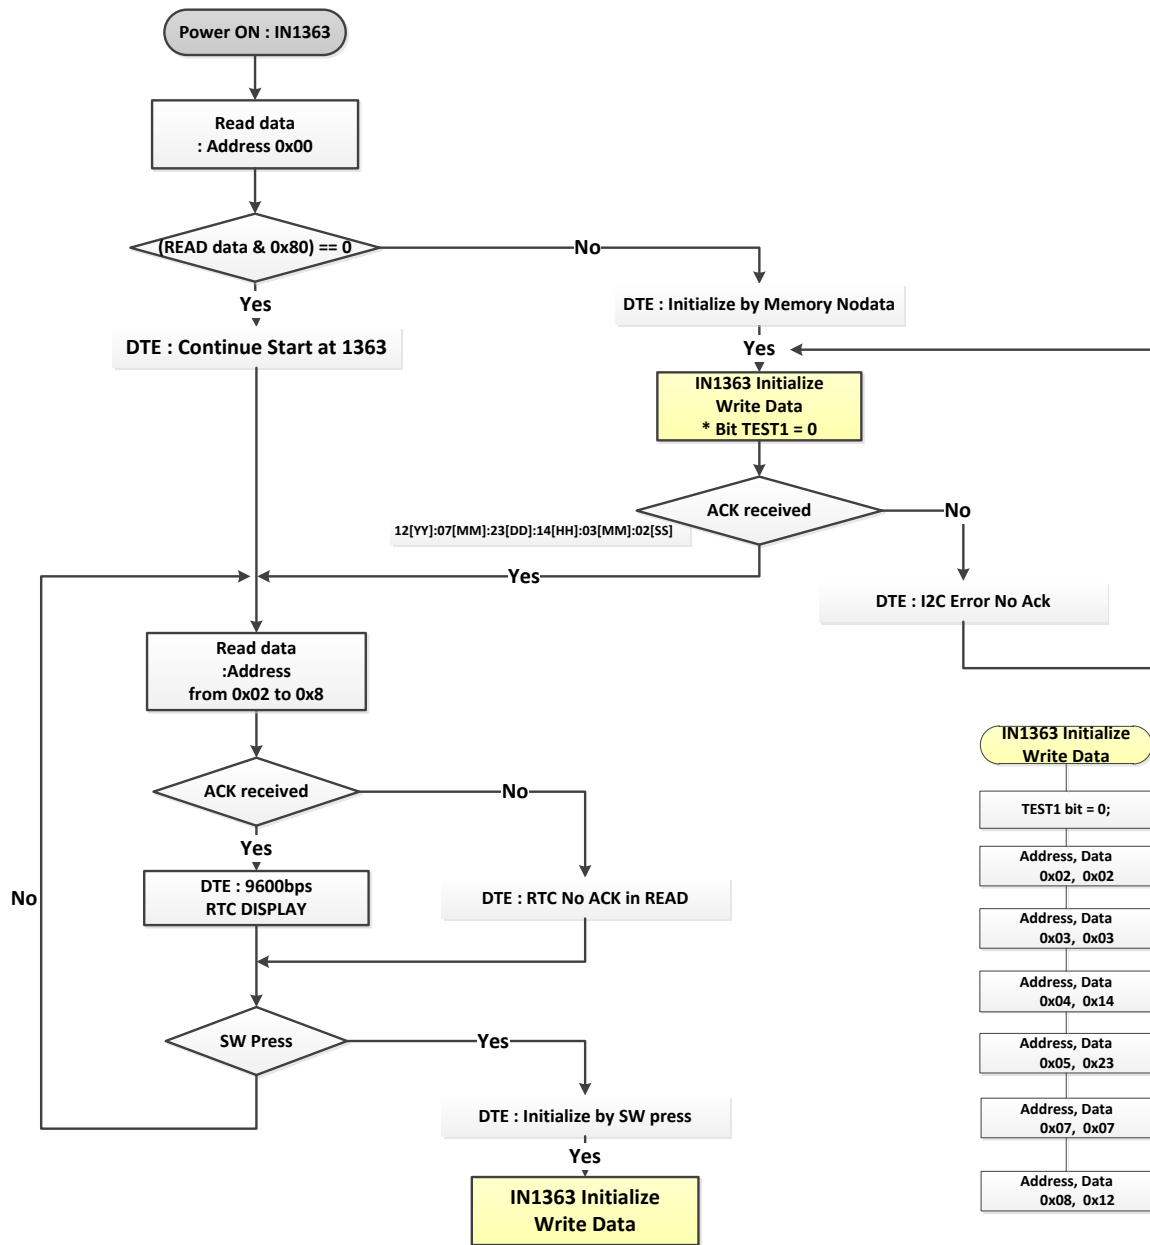 Power ON : IN1363
Read data
: Address 0x00
(READ data & 0x80) == 0
No
Yes
DTE : Initialize by Memory Nodata
DTE : Continue Start at 1363
Yes
IN1363 Initialize
Write Data
* Bit TEST1 = 0
ACK received
No
12[YY]:07[MM]:23[DD]:14[HH]:03[MM]:02[SS]
Yes
DTE : I2C Error No Ack
Read data
:Address
from 0x02 to 0x8
ACK received
No
Yes
DTE : 9600bps
RTC DISPLAY
DTE : RTC No ACK in READ
No
SW Press
Yes
DTE : Initialize by SW press
Yes
IN1363 Initialize
Write Data
IN1363 Initialize
Write Data
TEST1 bit = 0;
Address, Data
0x02, 0x02
Address, Data
0x03, 0x03
Address, Data
0x04, 0x14
Address, Data
0x05, 0x23
Address, Data
0x07, 0x07
Address, Data
0x08, 0x12